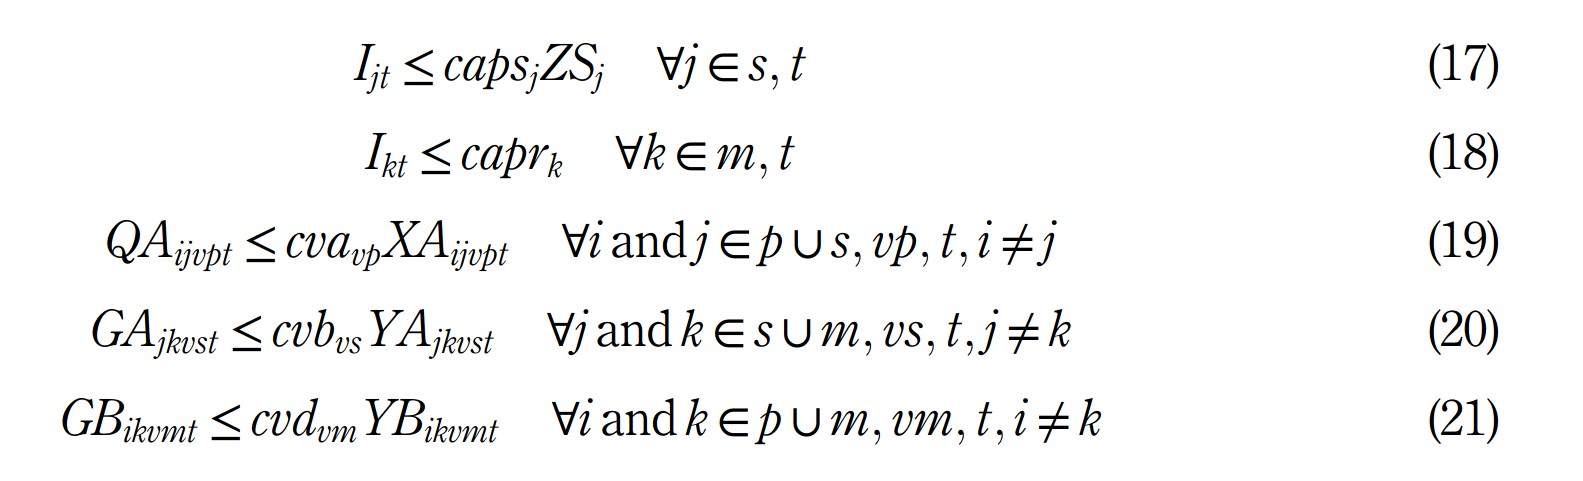 I_{jt} ≤ caps_j ZS_j ∀j ∈ s, t (17)
I_{kt} ≤ capr_k ∀k ∈ m, t (18)
QA_{ijvpt} ≤ cva_{vp} XA_{ijvpt} ∀i and j ∈ p ∪ s, vp, t, i ≠ j (19)
GA_{jkvst} ≤ cvb_{vs} YA_{jkvst} ∀j and k ∈ s ∪ m, vs, t, j ≠ k (20)
GB_{ikvmt} ≤ cvd_{vm} YB_{ikvmt} ∀i and k ∈ p ∪ m, vm, t, i ≠ k (21)